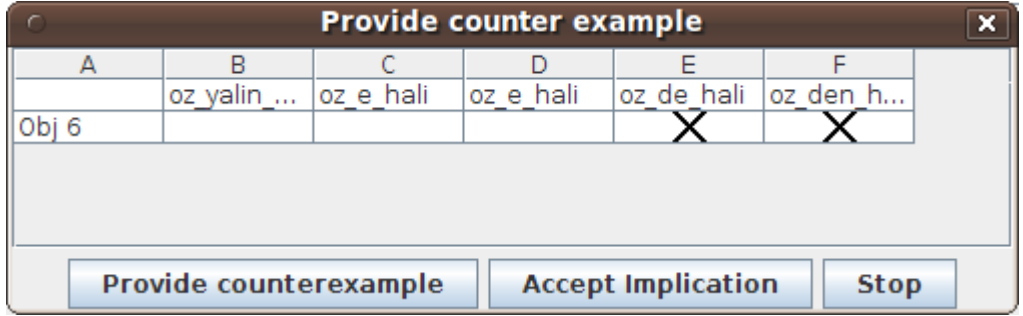 Provide counter example
A B C D E F
oz_yalin_... oz_e_hali oz_e_hali oz_de_hali oz_den_h...
Obj 6
Provide counterexample Accept Implication Stop